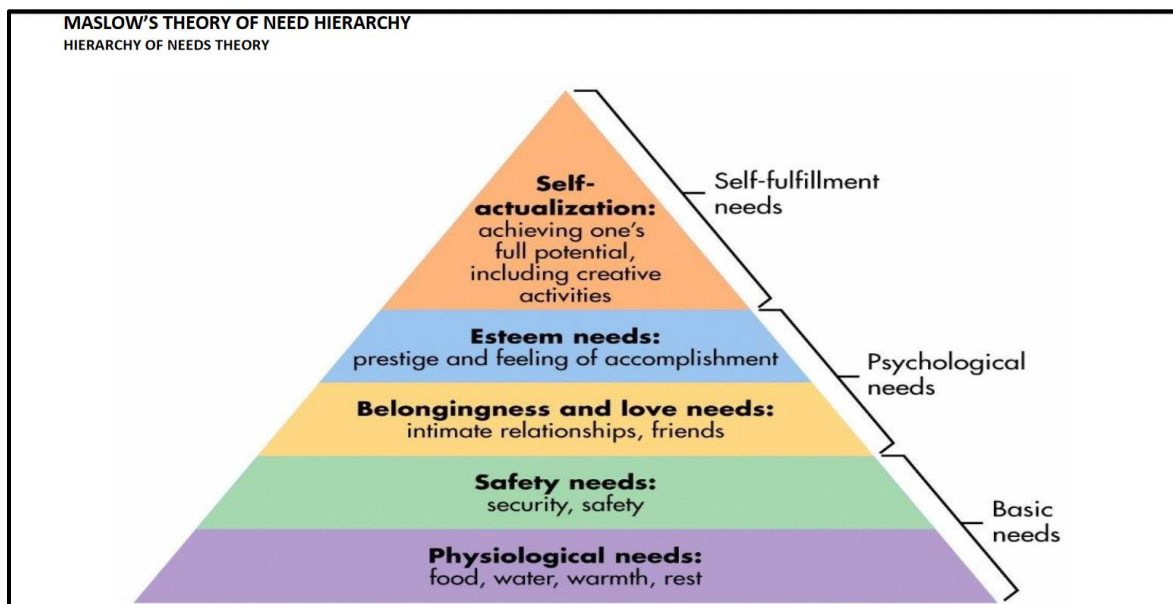 MASLOW’S THEORY OF NEED HIERARCHY
HIERARCHY OF NEEDS THEORY
Self-
actualization:
achieving one’s
full potential,
including creative
activities
Self-fulfillment
needs
Esteem needs:
prestige and feeling of accomplishment
Psychological
needs
Belongingness and love needs:
intimate relationships, friends
Safety needs:
security, safety
Basic
needs
Physiological needs:
food, water, warmth, rest